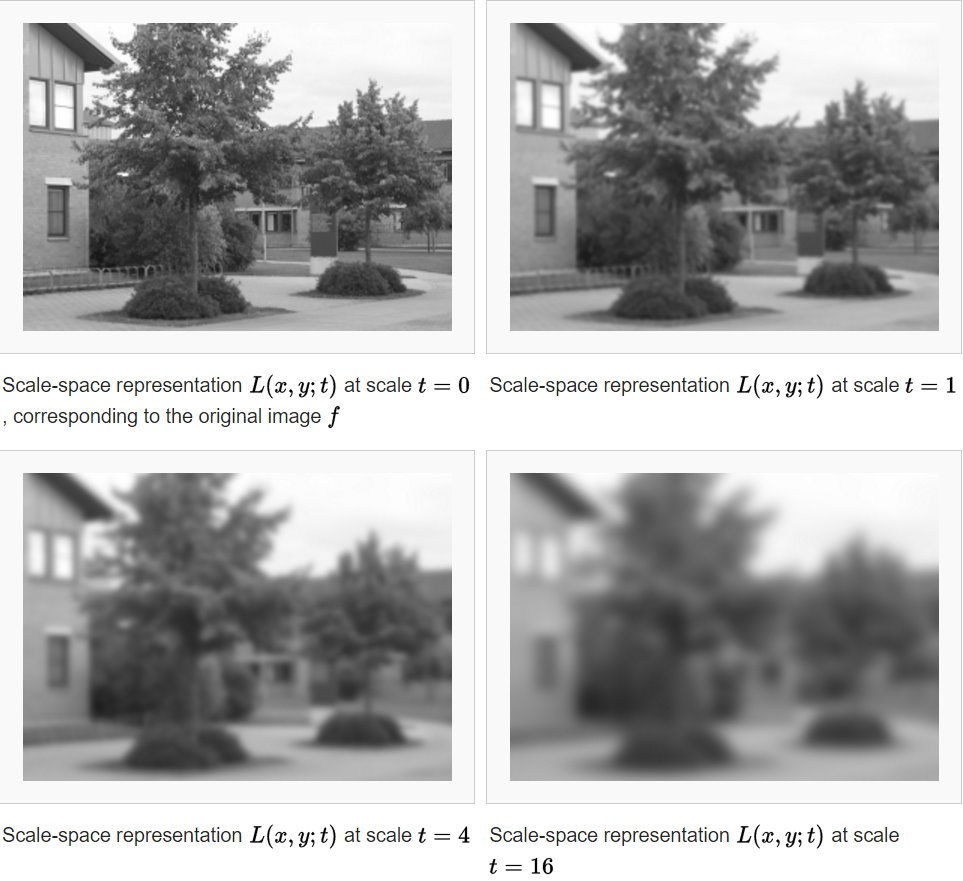 Scale-space representation L(x, y; t) at scale t = 0
, corresponding to the original image f
Scale-space representation L(x, y; t) at scale t = 1
Scale-space representation L(x, y; t) at scale t = 4
Scale-space representation L(x, y; t) at scale
t = 16